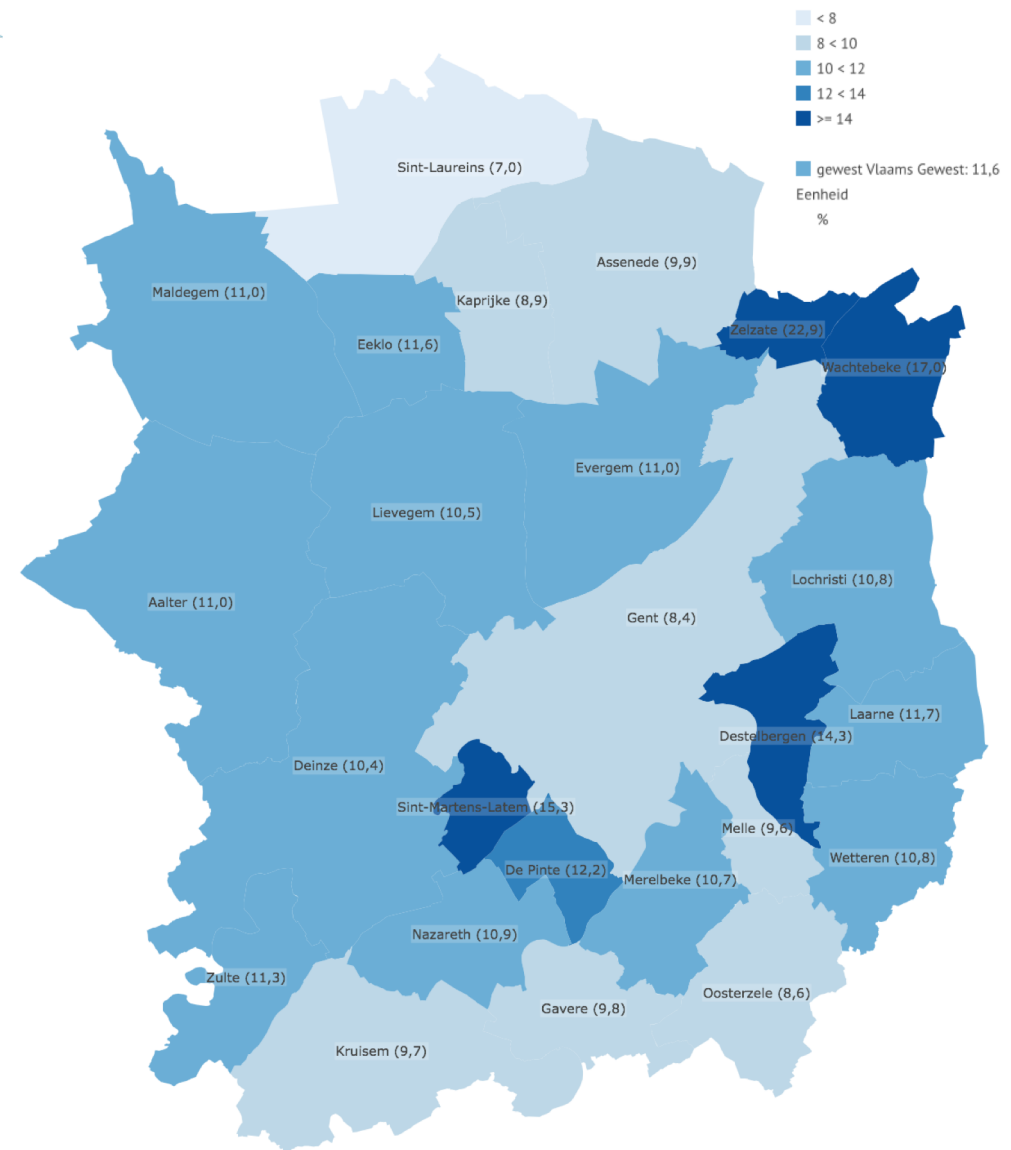 < 8
8 < 10
10 < 12
12 < 14
>= 14
gewest Vlaams Gewest: 11,6
Eenheid
%
Sint-Laureins (7,0)
Assenede (9,9)
Maldegem (11,0)
Kaprijke (8,9)
Zelzate (22,9)
Eeklo (11,6)
Wachtebeke (17,0)
Evergem (11,0)
Lievegem (10,5)
Lochristi (10,8)
Aalter (11,0)
Gent (8,4)
Laarne (11,7)
Destelbergen (14,3)
Deinze (10,4)
Sint-Martens-Latem (15,3)
Melle (9,6)
Wetteren (10,8)
De Pinte (12,2)
Merelbeke (10,7)
Nazareth (10,9)
Zulte (11,3)
Oosterzele (8,6)
Gavere (9,8)
Kruisem (9,7)